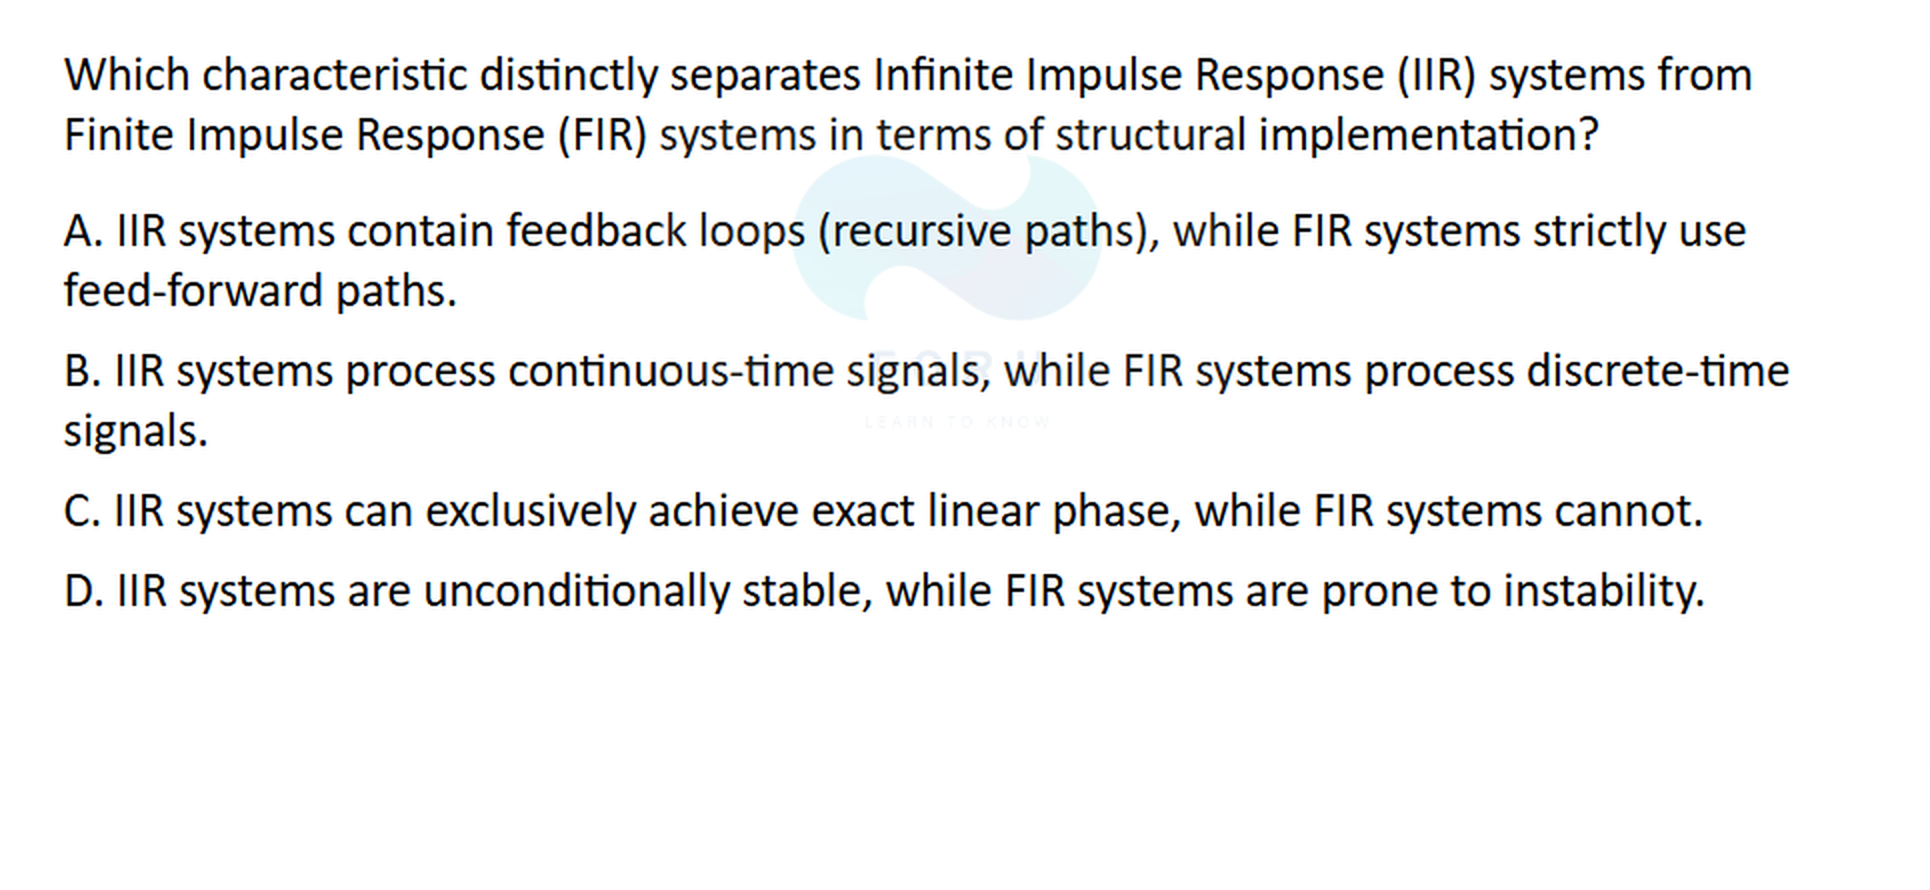 Which characteristic distinctly separates Infinite Impulse Response (IIR) systems from
Finite Impulse Response (FIR) systems in terms of structural implementation?
A. IIR systems contain feedback loops (recursive paths), while FIR systems strictly use
feed-forward paths.
B. IIR systems process continuous-time signals, while FIR systems process discrete-time
signals.
LEARN TO KNOW
C. IIR systems can exclusively achieve exact linear phase, while FIR systems cannot.
D. IIR systems are unconditionally stable, while FIR systems are prone to instability.